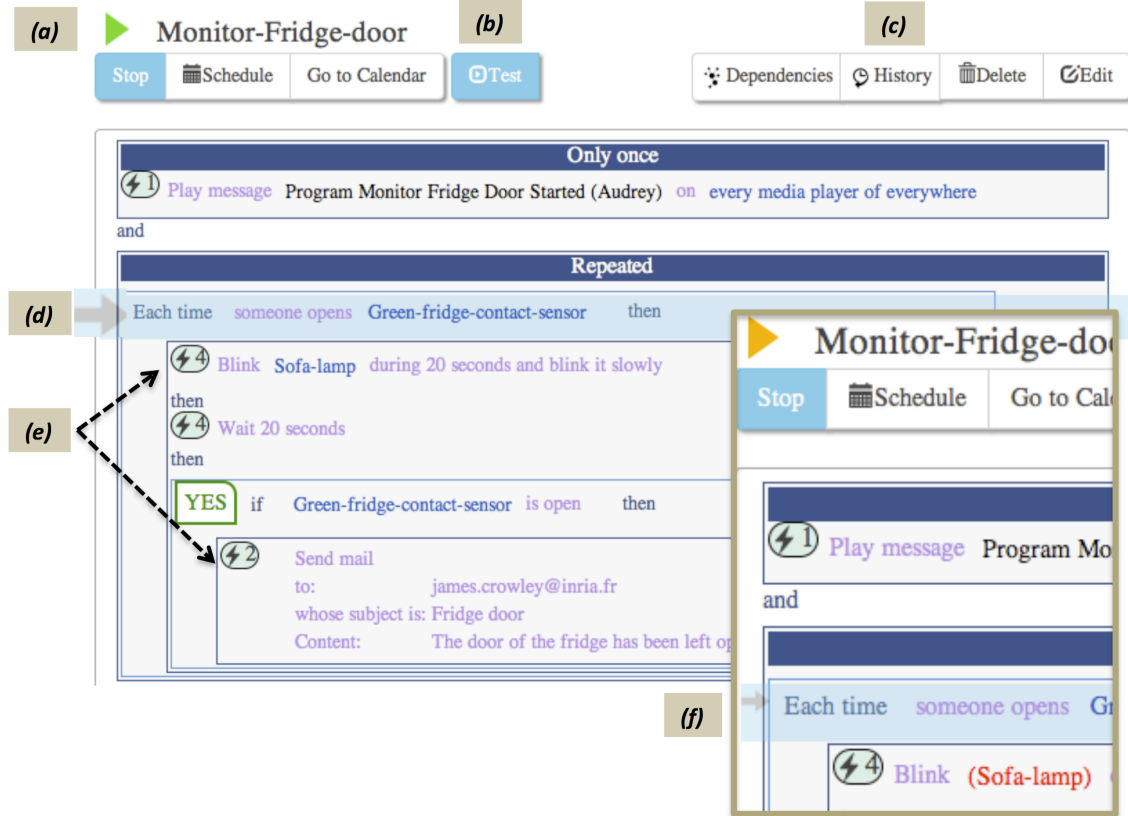 (a)
Monitor-Fridge-door
(b)
(c)
Stop Schedule Go to Calendar Test Dependencies History Delete Edit
Only once
1 Play message Program Monitor Fridge Door Started (Audrey) on every media player of everywhere
and
Repeated
(d)
Each time someone opens Green-fridge-contact-sensor then
4 Blink Sofa-lamp during 20 seconds and blink it slowly
then
(e)
4 Wait 20 seconds
then
YES if Green-fridge-contact-sensor is open then
2 Send mail
to: james.crowley@inria.fr
whose subject is: Fridge door
Content: The door of the fridge has been left
(f)
Monitor-Fridge-do
Stop Schedule Go to Cal
1 Play message Program Mo
and
Each time someone opens G
4 Blink (Sofa-lamp)